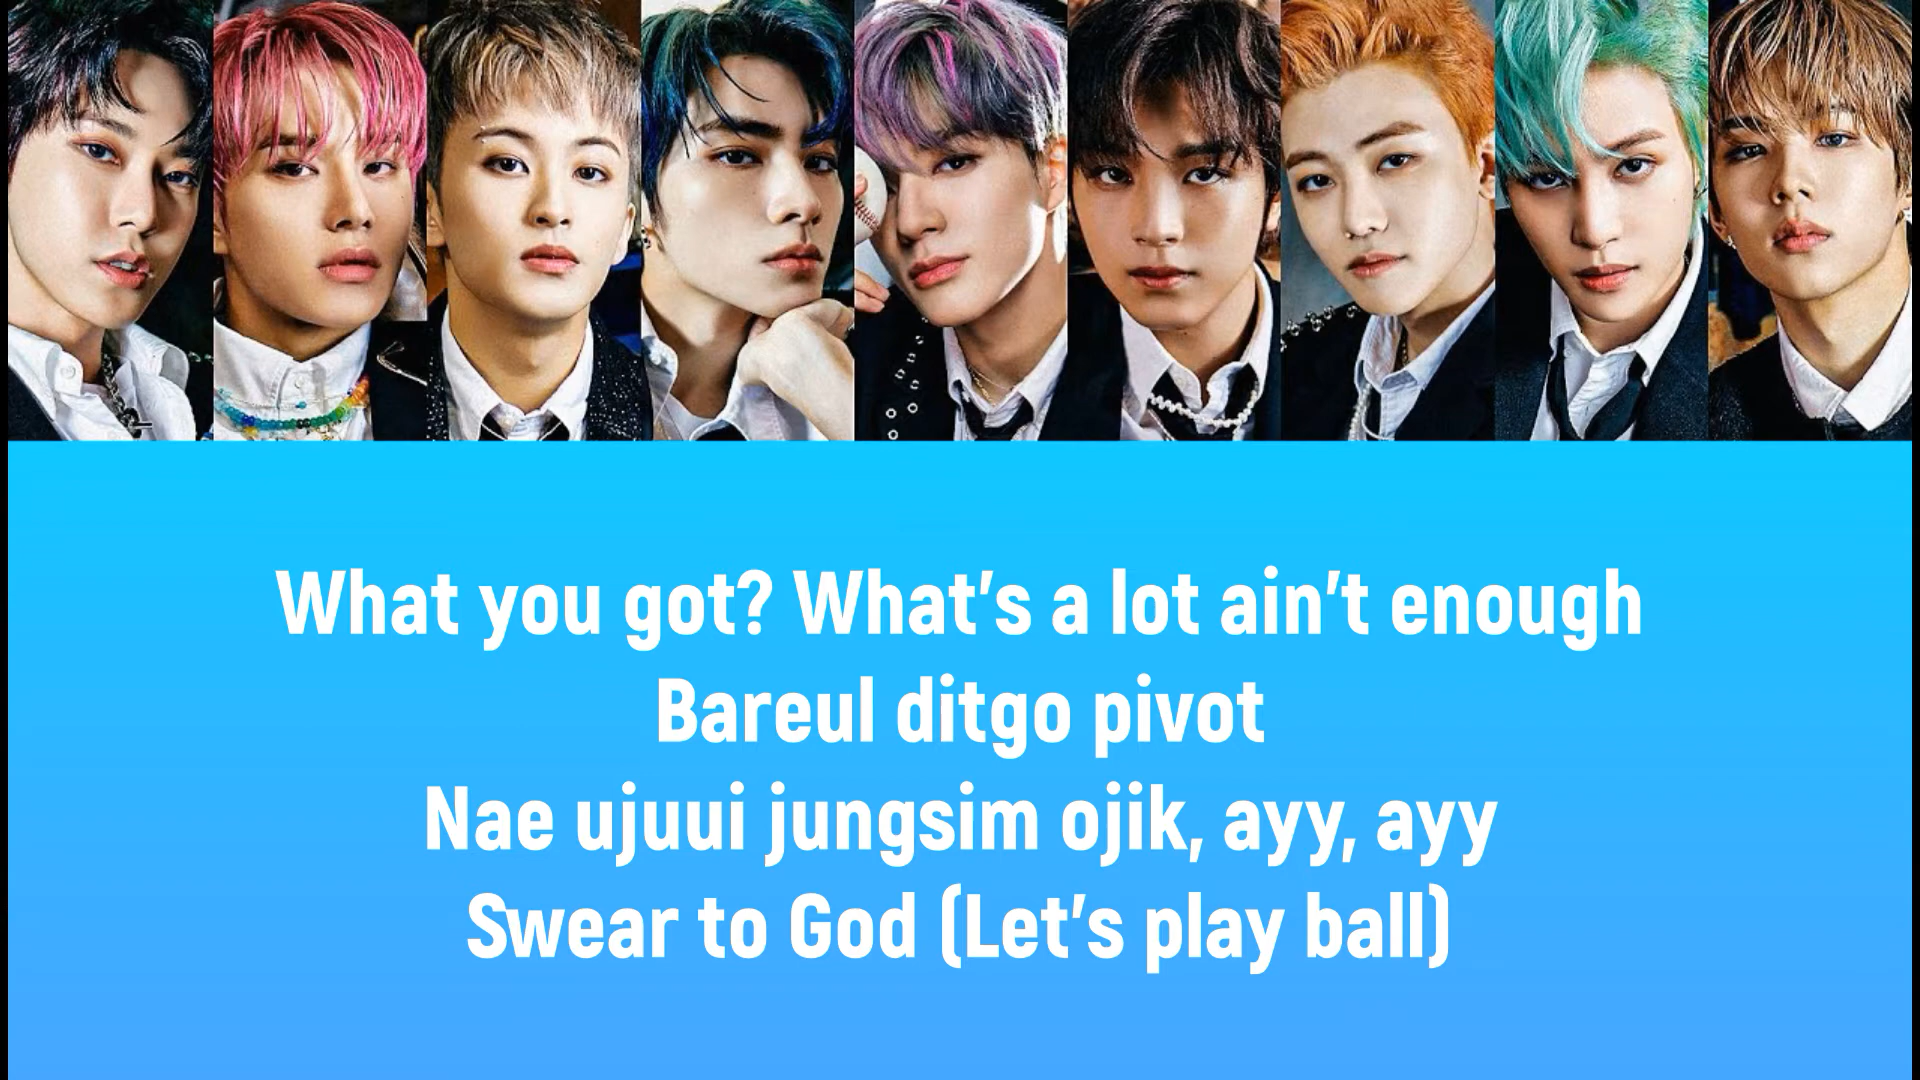 What you got? What's a lot ain't enough
Bareul ditgo pivot
Nae ujuui jungsim ojik, ayy, ayy
Swear to God (Let's play ball)